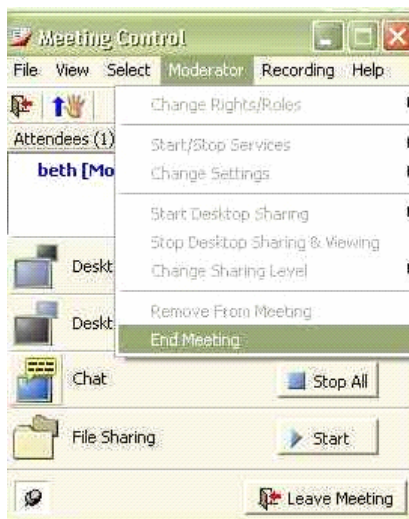 Meeting Control
File View Select Moderator Recording Help
Attendees (1)
beth [Mo
Change Rights/Roles
Start/Stop Services
Change Settings
Start Desktop Sharing
Stop Desktop Sharing & Viewing
Change Sharing Level
Remove From Meeting
End Meeting
Deskt
Deskt
Chat
Stop All
File Sharing
Start
Leave Meeting